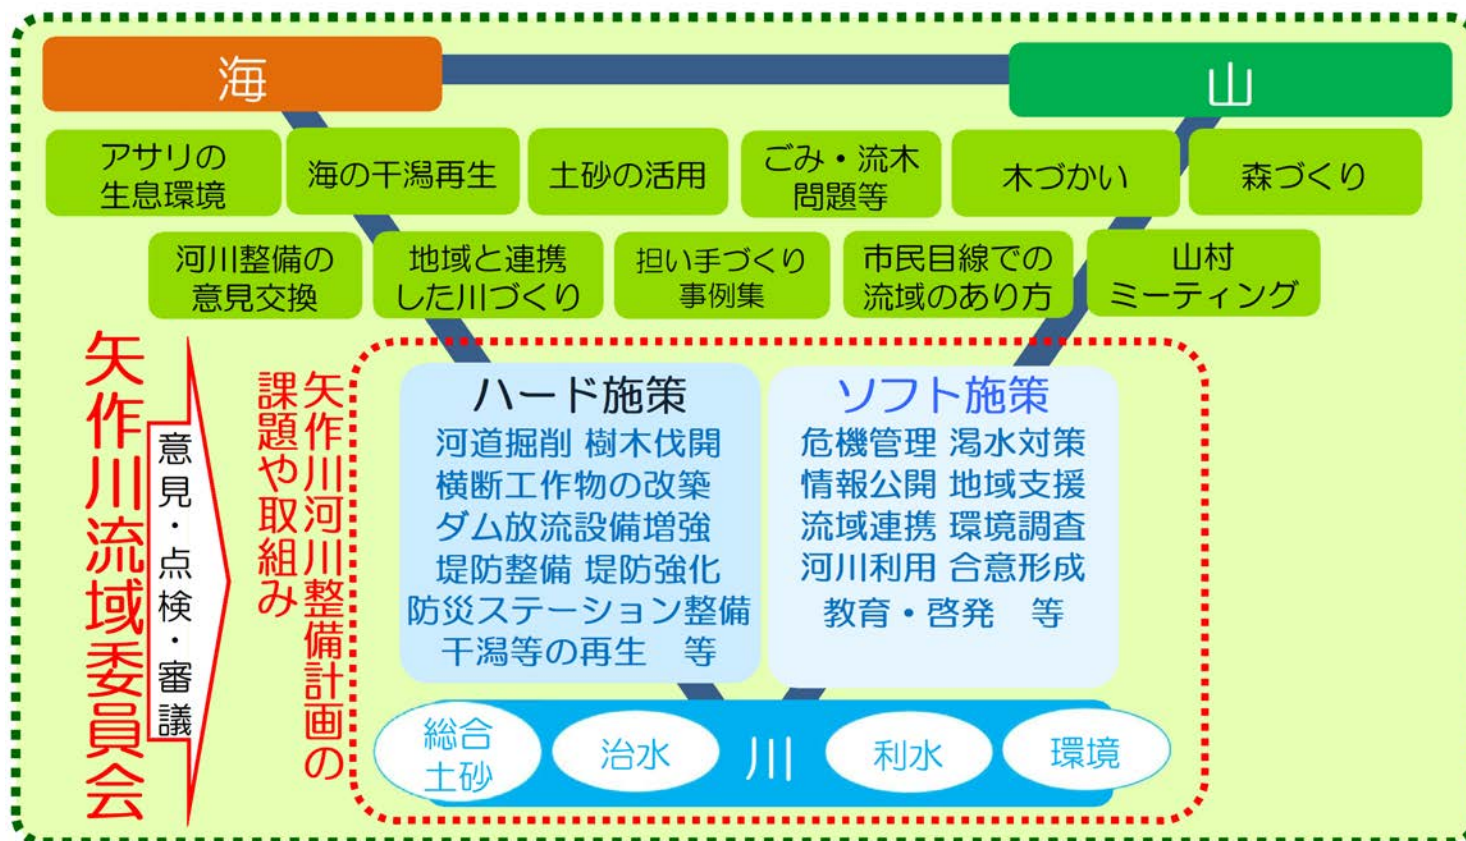 海
山
アサリの
生息環境
海の干潟再生
土砂の活用
ごみ・流木
問題等
木づかい
森づくり
河川整備の
意見交換
地域と連携
した川づくり
担い手づくり
事例集
市民目線での
流域のあり方
山村
ミーティング
矢作川流域委員会
意見・点検・審議
矢作川河川整備計画の
課題や取組み
ハード施策
河道掘削 樹木伐開
横断工作物の改築
ダム放流設備増強
堤防整備 堤防強化
防災ステーション整備
干潟等の再生 等
ソフト施策
危機管理 渇水対策
情報公開 地域支援
流域連携 環境調査
河川利用 合意形成
教育・啓発 等
総合
土砂
治水
川
利水
環境